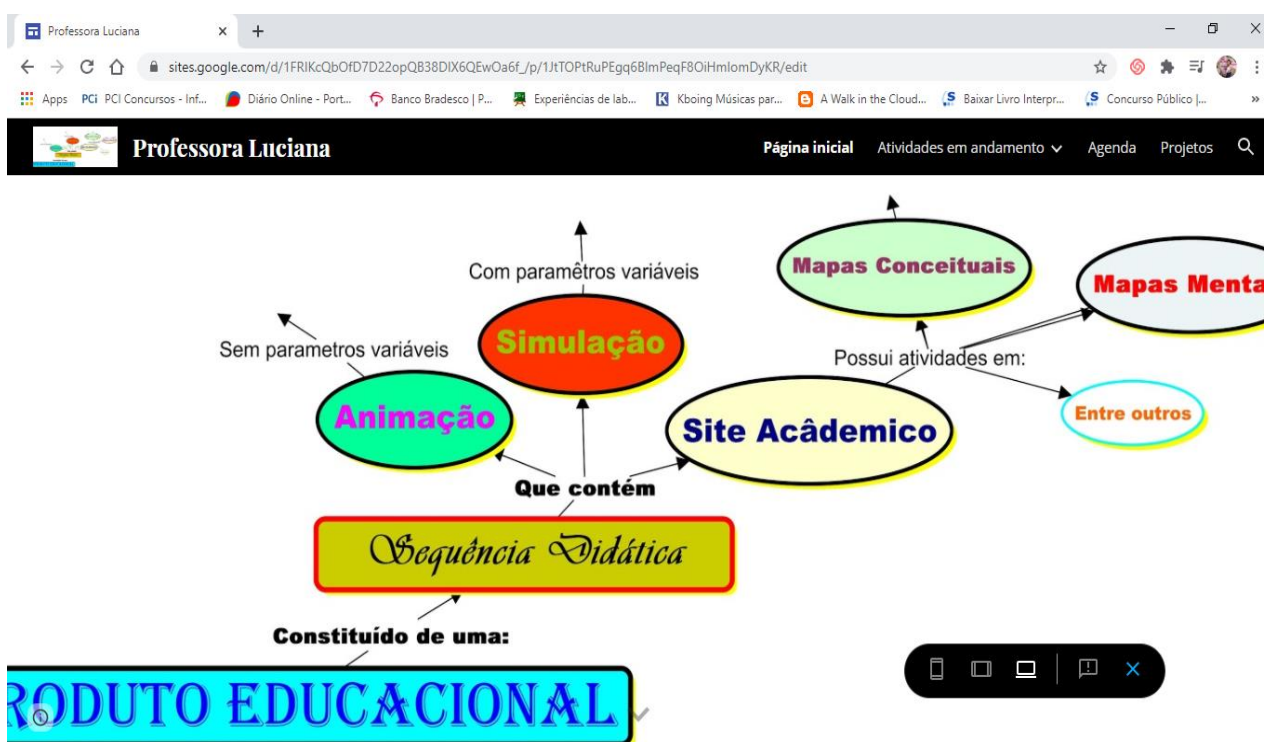 Professora Luciana
sites.google.com/d/1FRIKcQbOfD7D22opQB38DIX6QEwOa6f_/p/1JtTOPtRuPEgq6BlmPeqF8OiHmIomDyKR/edit
Apps PCi PCI Concursos - Inf... Diário Online - Port... Banco Bradesco | P... Experiências de lab... Kboing Músicas par... A Walk in the Cloud... Baixar Livro Interpr... Concurso Público |... »
Professora Luciana Página inicial Atividades em andamento Agenda Projetos
Mapas Conceituais
Com paramêtros variáveis
Mapas Menta
Simulação
Sem parametros variáveis
Possui atividades em:
Animação
Site Acâdemico
Entre outros
Que contém
Sequência Didática
Constituído de uma:
RODUTO EDUCACIONAL